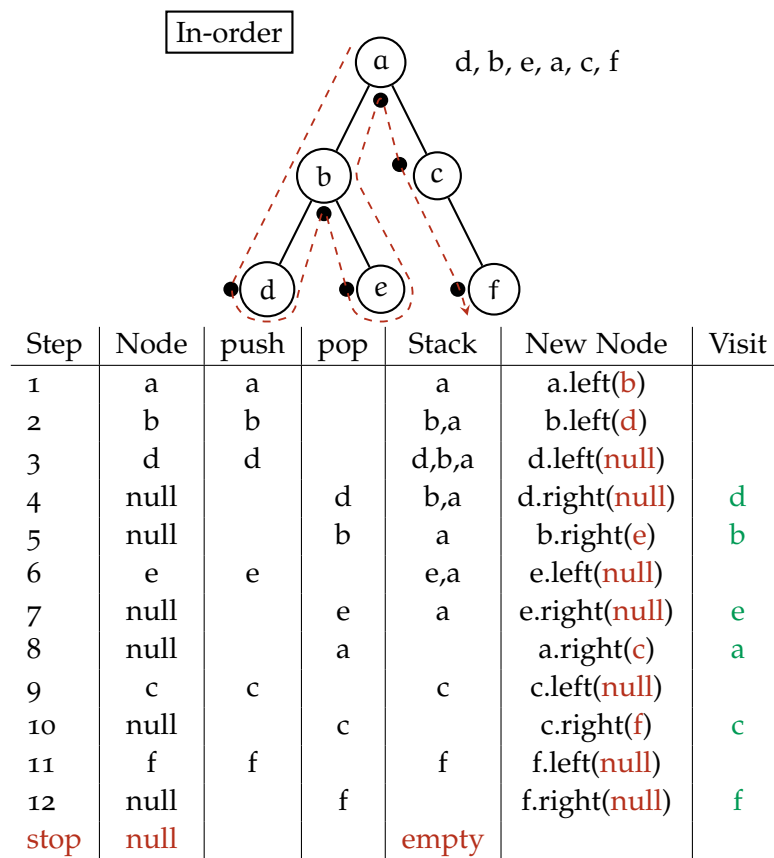 In-order
a
d, b, e, a, c, f
b
c
d
e
f
Step Node push pop Stack New Node Visit
1 a a a a.left(b)
2 b b b,a b.left(d)
3 d d d,b,a d.left(null)
4 null d b,a d.right(null) d
5 null b a b.right(e) b
6 e e e,a e.left(null)
7 null e a e.right(null) e
8 null a a.right(c) a
9 c c c c.left(null)
10 null c c.right(f) c
11 f f f f.left(null)
12 null f f.right(null) f
stop null empty